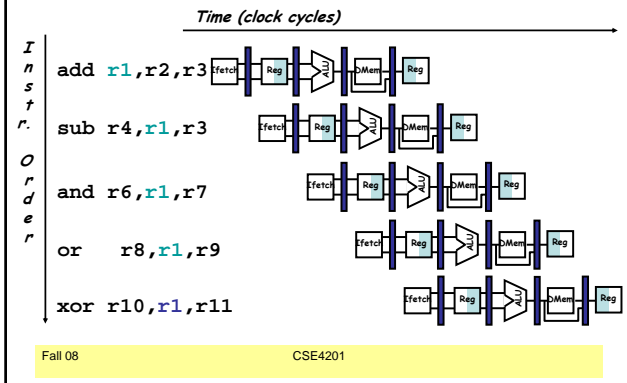 Time (clock cycles)
Instr. Order
add r1,r2,r3 Ifetch Reg ALU DMem Reg
sub r4,r1,r3 Ifetch Reg ALU DMem Reg
and r6,r1,r7 Ifetch Reg ALU DMem Reg
or r8,r1,r9 Ifetch Reg ALU DMem Reg
xor r10,r1,r11 Ifetch Reg ALU DMem Reg
Fall 08 CSE4201